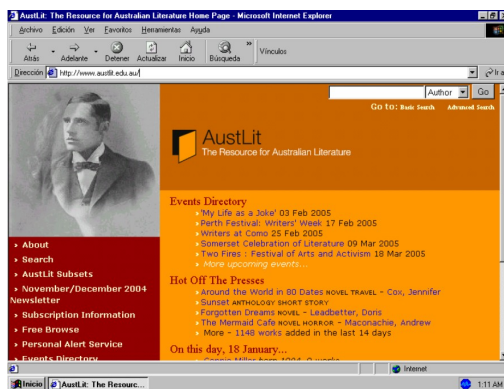 AustLit: The Resource for Australian Literature Home Page - Microsoft Internet Explorer
Archivo Edición Ver Favoritos Herramientas Ayuda
Atrás Adelante Detener Actualizar Inicio Búsqueda » Vínculos
Dirección http://www.austlit.edu.au/ Ir a
Author Go
Go to: Basic Search Advanced Search
AustLit
The Resource for Australian Literature
Events Directory
» 'My Life as a Joke' 03 Feb 2005
» Perth Festival: Writers' Week 17 Feb 2005
» Writers at Como 25 Feb 2005
» Somerset Celebration of Literature 09 Mar 2005
» Two Fires : Festival of Arts and Activism 18 Mar 2005
» More upcoming events...
Hot Off The Presses
» Around the World in 80 Dates NOVEL TRAVEL - Cox, Jennifer
» Sunset ANTHOLOGY SHORT STORY
» Forgotten Dreams NOVEL - Leadbetter, Doris
» The Mermaid Cafe NOVEL HORROR - Maconachie, Andrew
» More - 1148 works added in the last 14 days
On this day, 18 January...
» About
» Search
» AustLit Subsets
» November/December 2004
Newsletter
» Subscription Information
» Free Browse
» Personal Alert Service
» Events Directory
Internet
Inicio AustLit: The Resourc... 1:11 AM